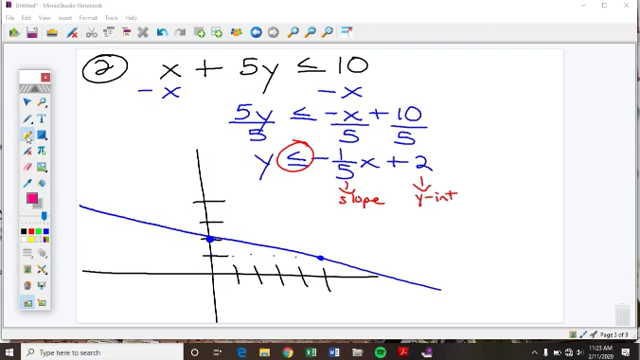 Untitled* - MimioStudio Notebook
File Edit View Insert Format Tools Help
② x + 5y ≤ 10
-x -x
5y ≤ -x + 10
5 5 5
y ≤ -1/5 x + 2
slope y-int
Page 3 of 3
Type here to search
11:23 AM
2/11/2020